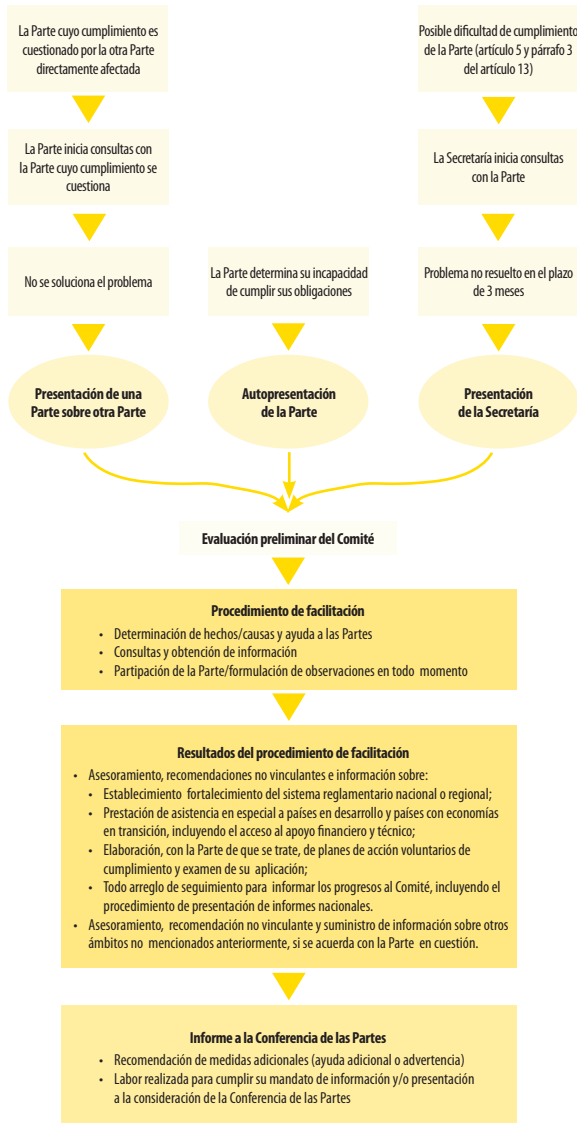 La Parte cuyo cumplimiento es
cuestionado por la otra Parte
directamente afectada
La Parte inicia consultas con
la Parte cuyo cumplimiento se
cuestiona
No se soluciona el problema
Presentación de una
Parte sobre otra Parte
La Parte determina su incapacidad
de cumplir sus obligaciones
Autopresentación
de la Parte
Posible dificultad de cumplimiento
de la Parte (artículo 5 y párrafo 3
del artículo 13)
La Secretaría inicia consultas
con la Parte
Problema no resuelto en el plazo
de 3 meses
Presentación
de la Secretaría
Evaluación preliminar del Comité
Procedimiento de facilitación
• Determinación de hechos/causas y ayuda a las Partes
• Consultas y obtención de información
• Partipación de la Parte/formulación de observaciones en todo momento
Resultados del procedimiento de facilitación
• Asesoramiento, recomendaciones no vinculantes e información sobre:
• Establecimiento fortalecimiento del sistema reglamentario nacional o regional;
• Prestación de asistencia en especial a países en desarrollo y países con economías
en transición, incluyendo el acceso al apoyo financiero y técnico;
• Elaboración, con la Parte de que se trate, de planes de acción voluntarios de
cumplimiento y examen de su aplicación;
• Todo arreglo de seguimiento para informar los progresos al Comité, incluyendo el
procedimiento de presentación de informes nacionales.
• Asesoramiento, recomendación no vinculante y suministro de información sobre otros
ámbitos no mencionados anteriormente, si se acuerda con la Parte en cuestión.
Informe a la Conferencia de las Partes
• Recomendación de medidas adicionales (ayuda adicional o advertencia)
• Labor realizada para cumplir su mandato de información y/o presentación
a la consideración de la Conferencia de las Partes